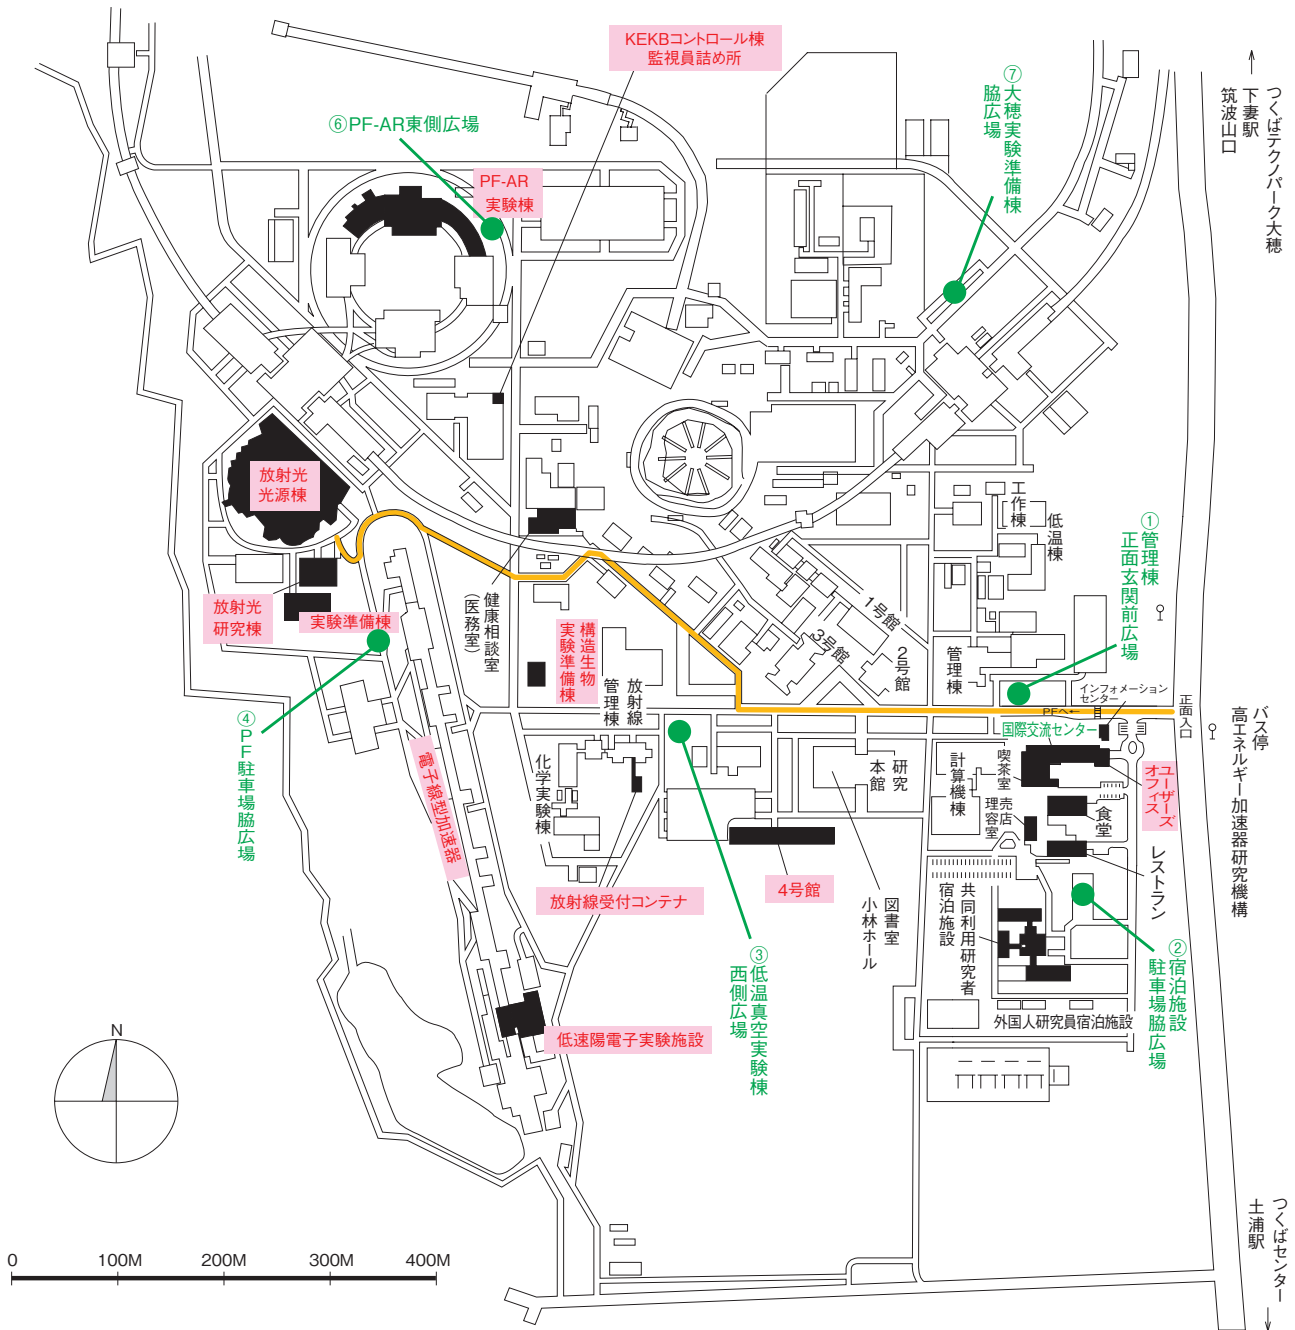 KEKBコントロール棟
監視員詰め所
⑥PF-AR東側広場
PF-AR
実験棟
⑦大穂実験準備棟
脇広場
つくばテクノパーク大穂
下妻駅
筑波山口
放射光
光源棟
工作棟
低温棟
①管理棟
正面玄関前広場
放射光
研究棟
実験準備棟
健康相談室
(医務室)
構造生物
実験準備棟
放射線
管理棟
1号館
3号館
2号館
管理棟
インフォメーション
センター
PFへ←
正面入口
国際交流センター
バス停
高エネルギー加速器研究機構
④PF駐車場脇広場
電子線型加速器
化学実験棟
研究
本館
計算機棟
喫茶室
売店
理容室
ユーザーズ
オフィス
食堂
レストラン
放射線受付コンテナ
4号館
図書室
小林ホール
共同利用研究者
宿泊施設
③低温真空実験棟
西側広場
②宿泊施設
駐車場脇広場
外国人研究員宿泊施設
低速陽電子実験施設
N
0
100M
200M
300M
400M
つくばセンター
土浦駅